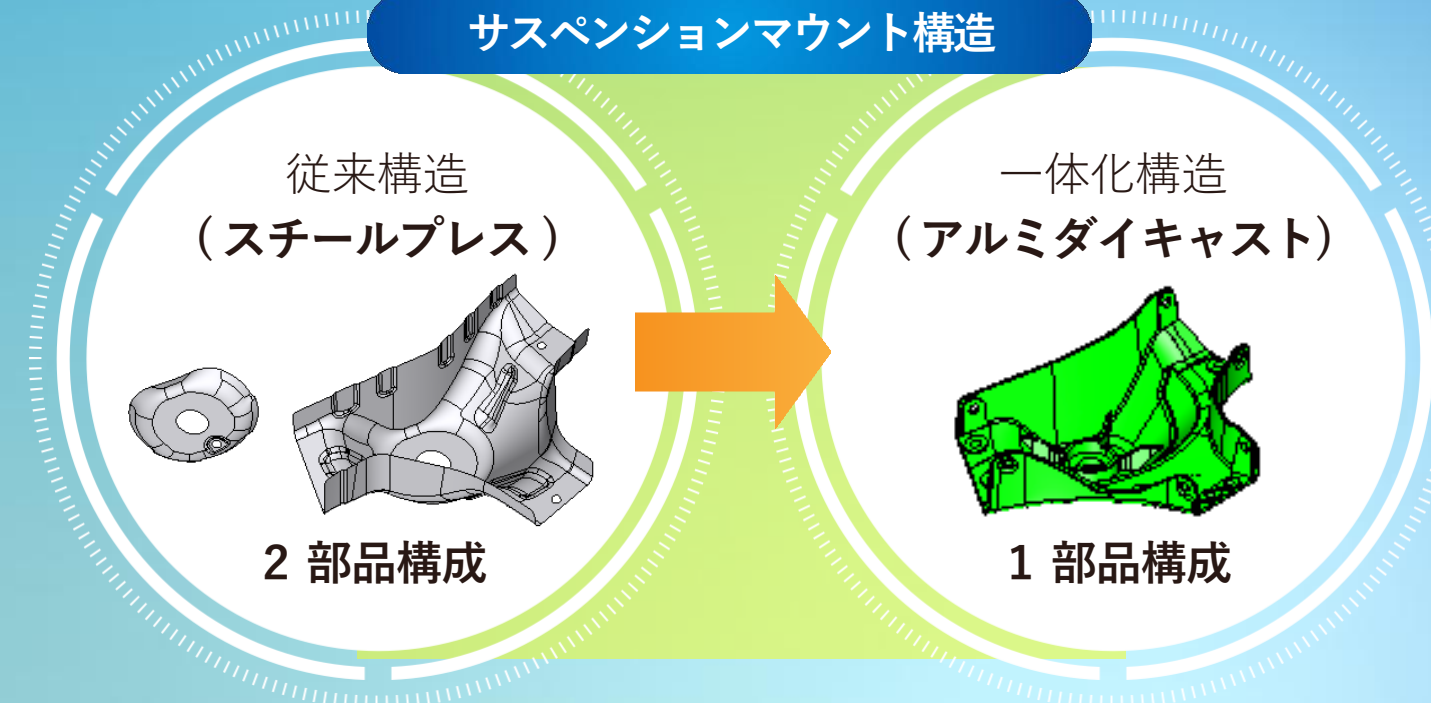 サスペンションマウント構造
従来構造
（スチールプレス）
2 部品構成
一体化構造
（アルミダイキャスト）
1 部品構成